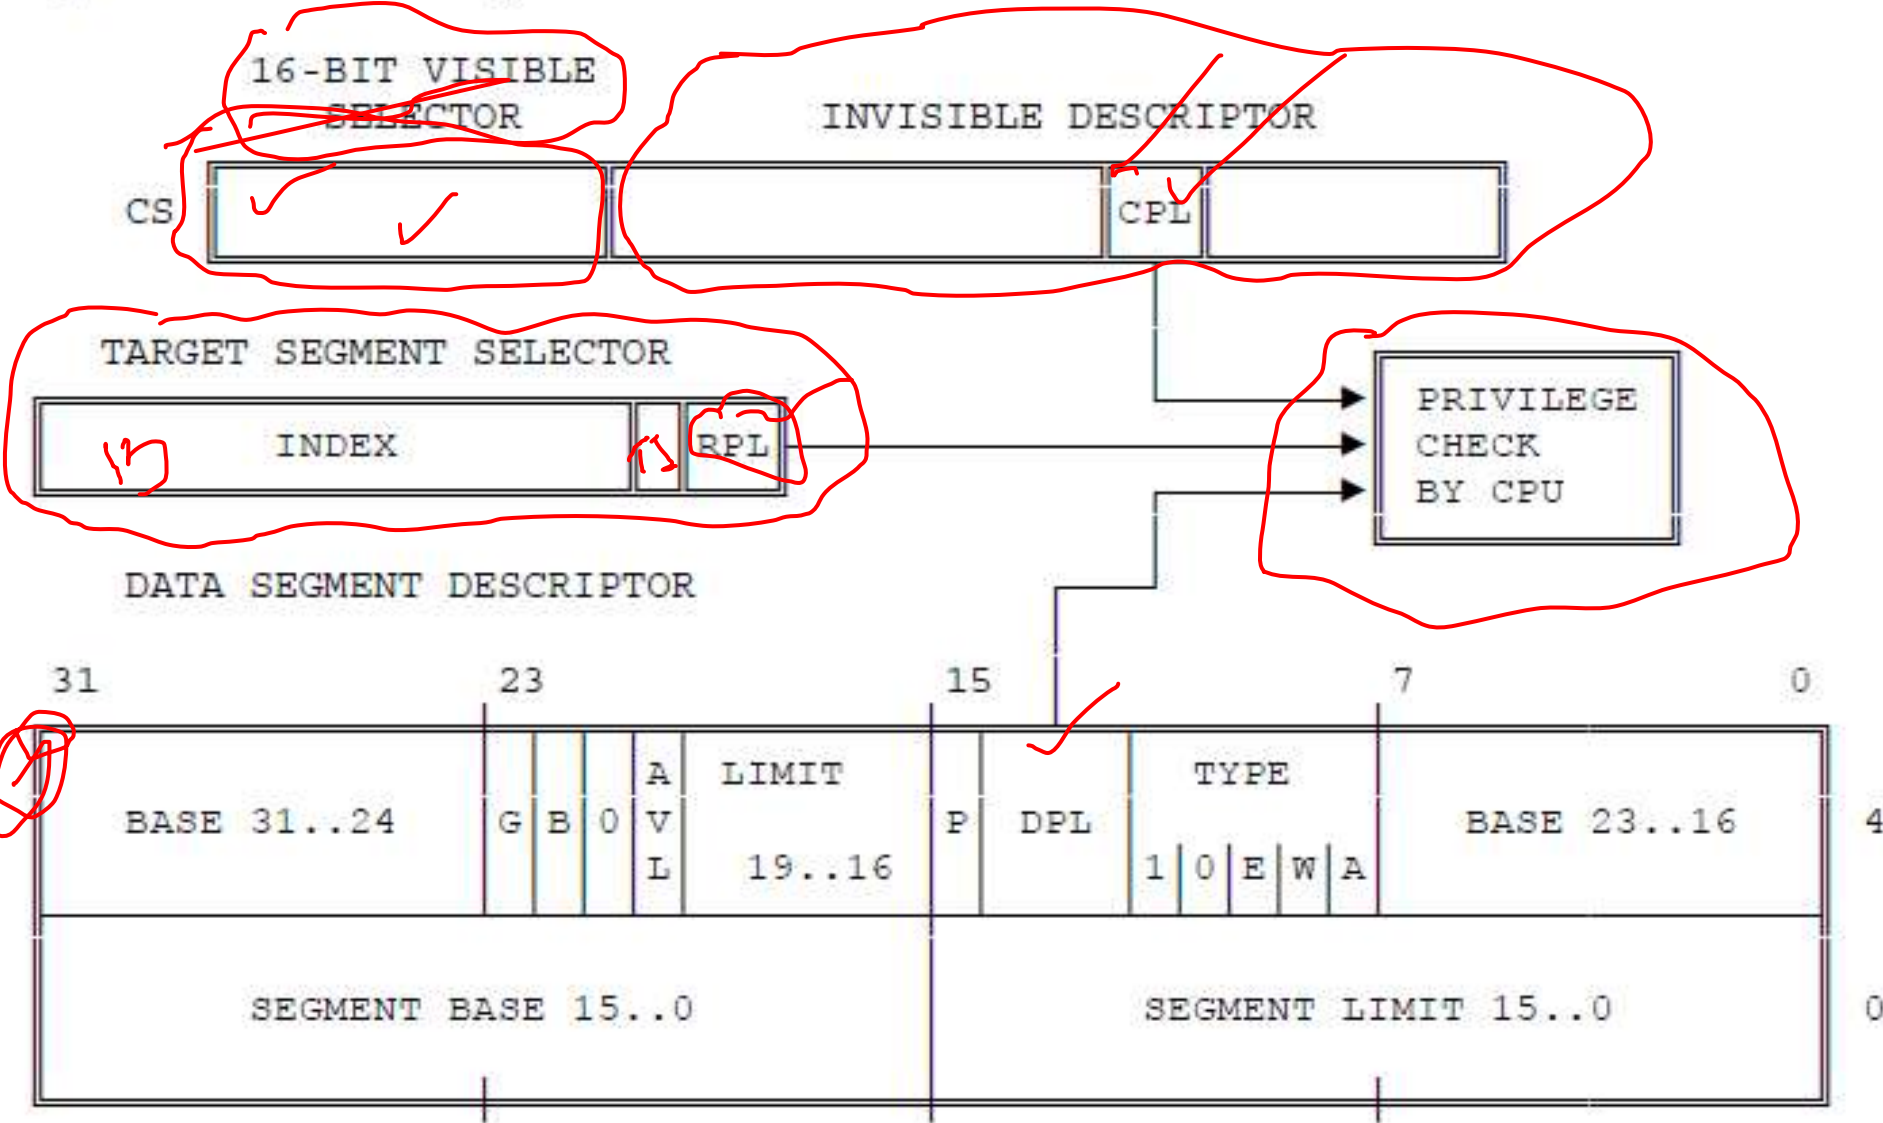 16-BIT VISIBLE
SELECTOR
INVISIBLE DESCRIPTOR
CS
CPL
TARGET SEGMENT SELECTOR
INDEX
RPL
PRIVILEGE
CHECK
BY CPU
DATA SEGMENT DESCRIPTOR
31 23 15 7 0
BASE 31..24 G B 0 AVL LIMIT 19..16 P DPL TYPE 1 0 E W A BASE 23..16 4
SEGMENT BASE 15..0 SEGMENT LIMIT 15..0 0